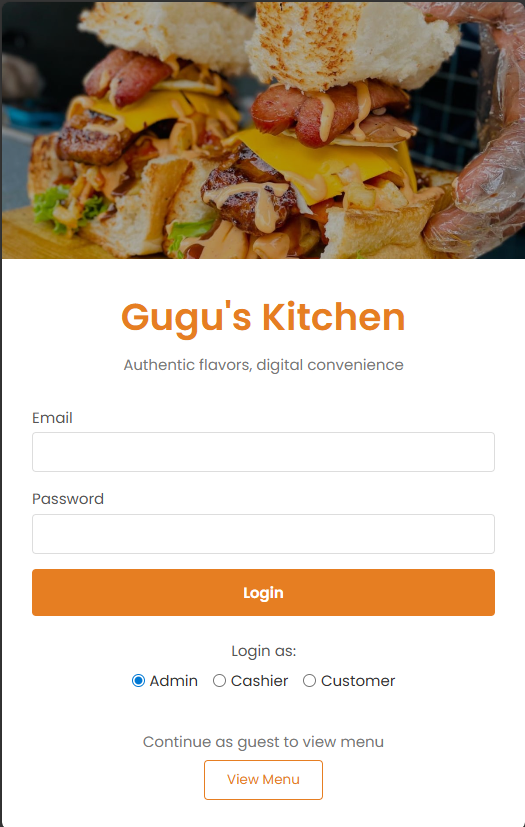 Gugu's Kitchen
Authentic flavors, digital convenience
Email
Password
Login
Login as:
Admin Cashier Customer
Continue as guest to view menu
View Menu